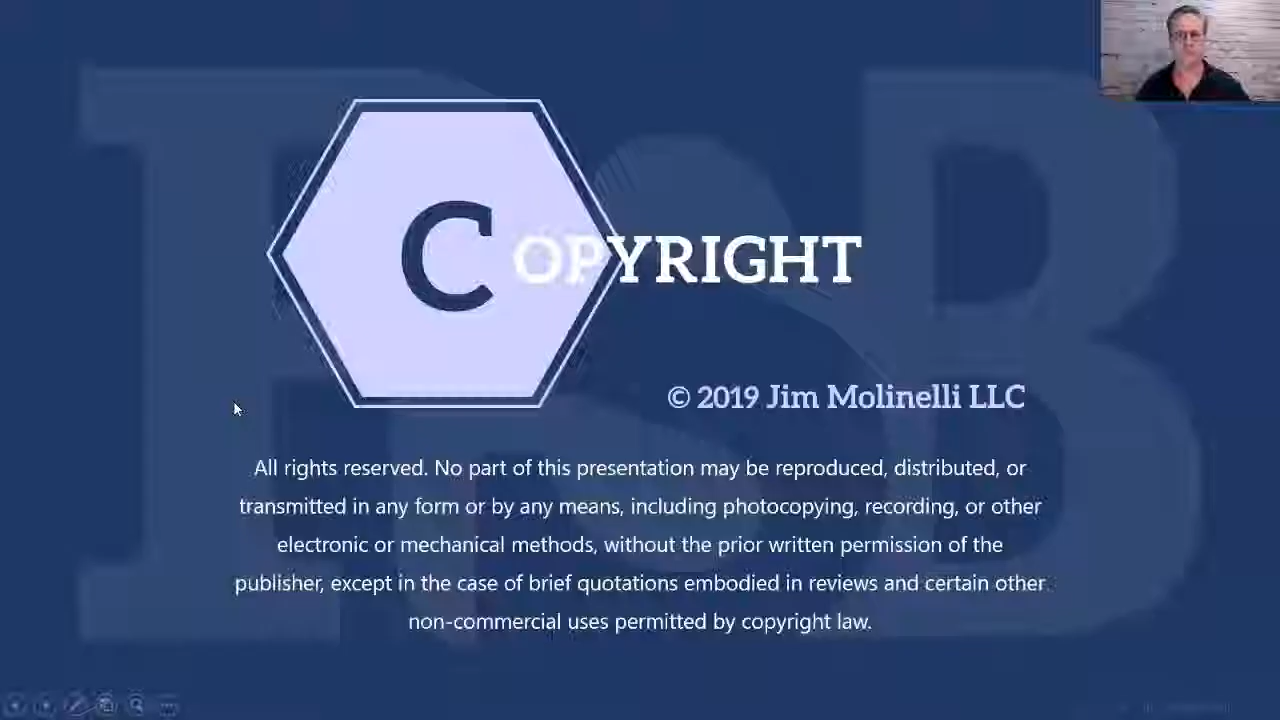 COPYRIGHT
© 2019 Jim Molinelli LLC
All rights reserved. No part of this presentation may be reproduced, distributed, or
transmitted in any form or by any means, including photocopying, recording, or other
electronic or mechanical methods, without the prior written permission of the
publisher, except in the case of brief quotations embodied in reviews and certain other
non-commercial uses permitted by copyright law.